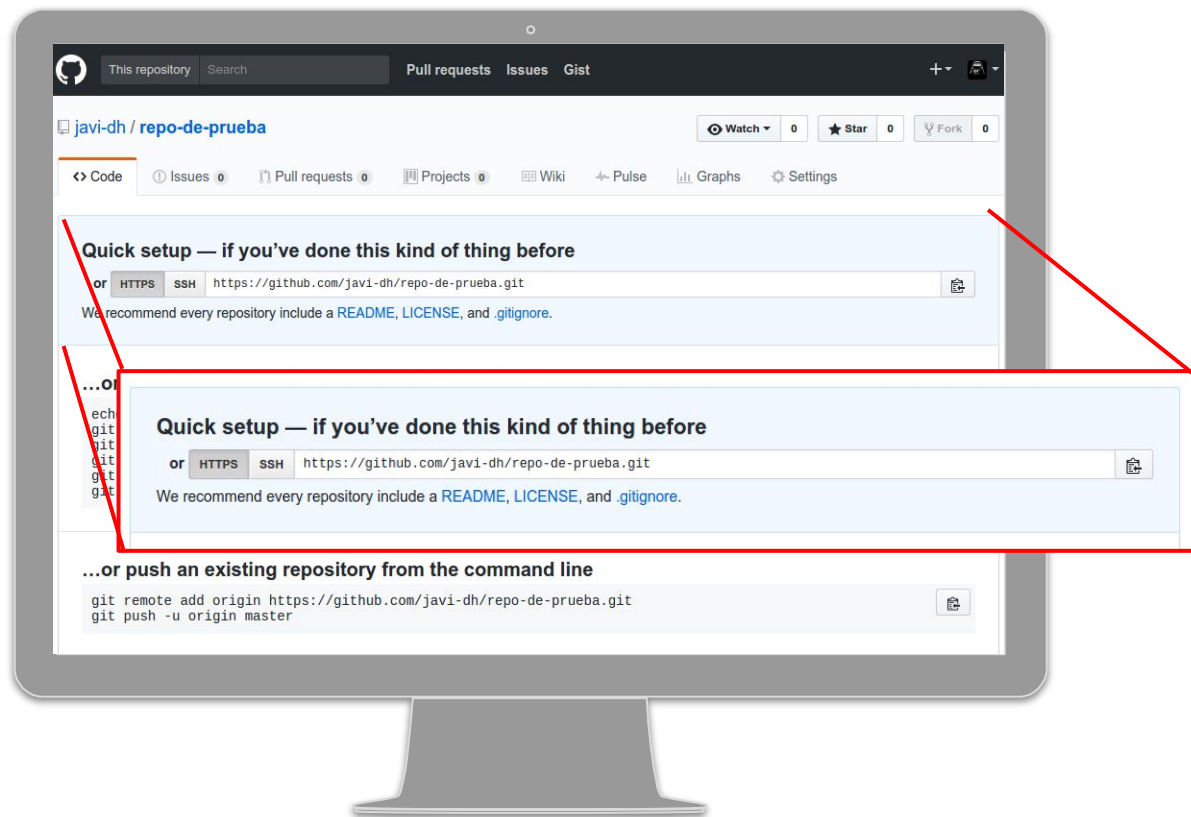 This repository Search Pull requests Issues Gist
javi-dh / repo-de-prueba Watch 0 Star 0 Fork 0
Code Issues 0 Pull requests 0 Projects 0 Wiki Pulse Graphs Settings
Quick setup — if you've done this kind of thing before
or HTTPS SSH https://github.com/javi-dh/repo-de-prueba.git
We recommend every repository include a README, LICENSE, and .gitignore.
…or
git
git
git
git
git
Quick setup — if you've done this kind of thing before
or HTTPS SSH https://github.com/javi-dh/repo-de-prueba.git
We recommend every repository include a README, LICENSE, and .gitignore.
…or push an existing repository from the command line
git remote add origin https://github.com/javi-dh/repo-de-prueba.git
git push -u origin master